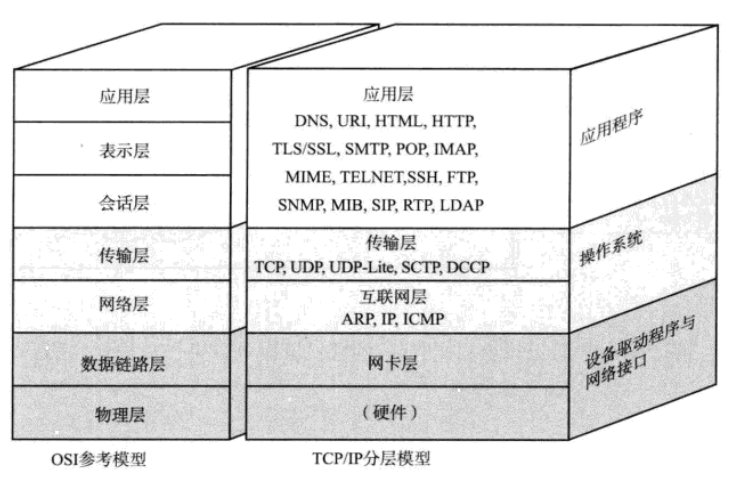 应用层
表示层
会话层
传输层
网络层
数据链路层
物理层
OSI参考模型
应用层
DNS, URI, HTML, HTTP,
TLS/SSL, SMTP, POP, IMAP,
MIME, TELNET,SSH, FTP,
SNMP, MIB, SIP, RTP, LDAP
传输层
TCP, UDP, UDP-Lite, SCTP, DCCP
互联网层
ARP, IP, ICMP
网卡层
（硬件）
TCP/IP分层模型
应用程序
操作系统
设备驱动程序与
网络接口